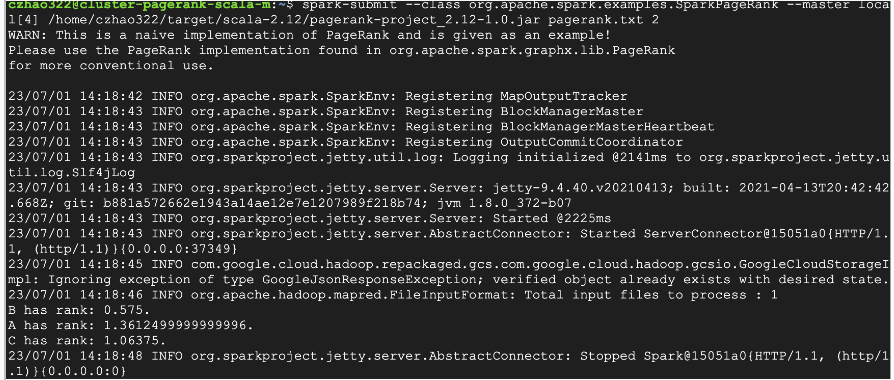 czhao322@cluster-pagerank-scala-m:~$ spark-submit --class org.apache.spark.examples.SparkPageRank --master loca
l[4] /home/czhao322/target/scala-2.12/pagerank-project_2.12-1.0.jar pagerank.txt 2
WARN: This is a naive implementation of PageRank and is given as an example!
Please use the PageRank implementation found in org.apache.spark.graphx.lib.PageRank
for more conventional use.
23/07/01 14:18:42 INFO org.apache.spark.SparkEnv: Registering MapOutputTracker
23/07/01 14:18:43 INFO org.apache.spark.SparkEnv: Registering BlockManagerMaster
23/07/01 14:18:43 INFO org.apache.spark.SparkEnv: Registering BlockManagerMasterHeartbeat
23/07/01 14:18:43 INFO org.apache.spark.SparkEnv: Registering OutputCommitCoordinator
23/07/01 14:18:43 INFO org.sparkproject.jetty.util.log: Logging initialized @2141ms to org.sparkproject.jetty.u
til.log.Slf4jLog
23/07/01 14:18:43 INFO org.sparkproject.jetty.server.Server: jetty-9.4.40.v20210413; built: 2021-04-13T20:42:42
.668Z; git: b881a572662e1943a14ae12e7e1207989f218b74; jvm 1.8.0_372-b07
23/07/01 14:18:43 INFO org.sparkproject.jetty.server.Server: Started @2225ms
23/07/01 14:18:43 INFO org.sparkproject.jetty.server.AbstractConnector: Started ServerConnector@15051a0{HTTP/1.
1, (http/1.1)}{0.0.0.0:37349}
23/07/01 14:18:45 INFO com.google.cloud.hadoop.repackaged.gcs.com.google.cloud.hadoop.gcsio.GoogleCloudStorageI
mpl: Ignoring exception of type GoogleJsonResponseException; verified object already exists with desired state.
23/07/01 14:18:46 INFO org.apache.hadoop.mapred.FileInputFormat: Total input files to process : 1
B has rank: 0.575.
A has rank: 1.3612499999999996.
C has rank: 1.06375.
23/07/01 14:18:48 INFO org.sparkproject.jetty.server.AbstractConnector: Stopped Spark@15051a0{HTTP/1.1, (http/1
.1)}{0.0.0.0:0}